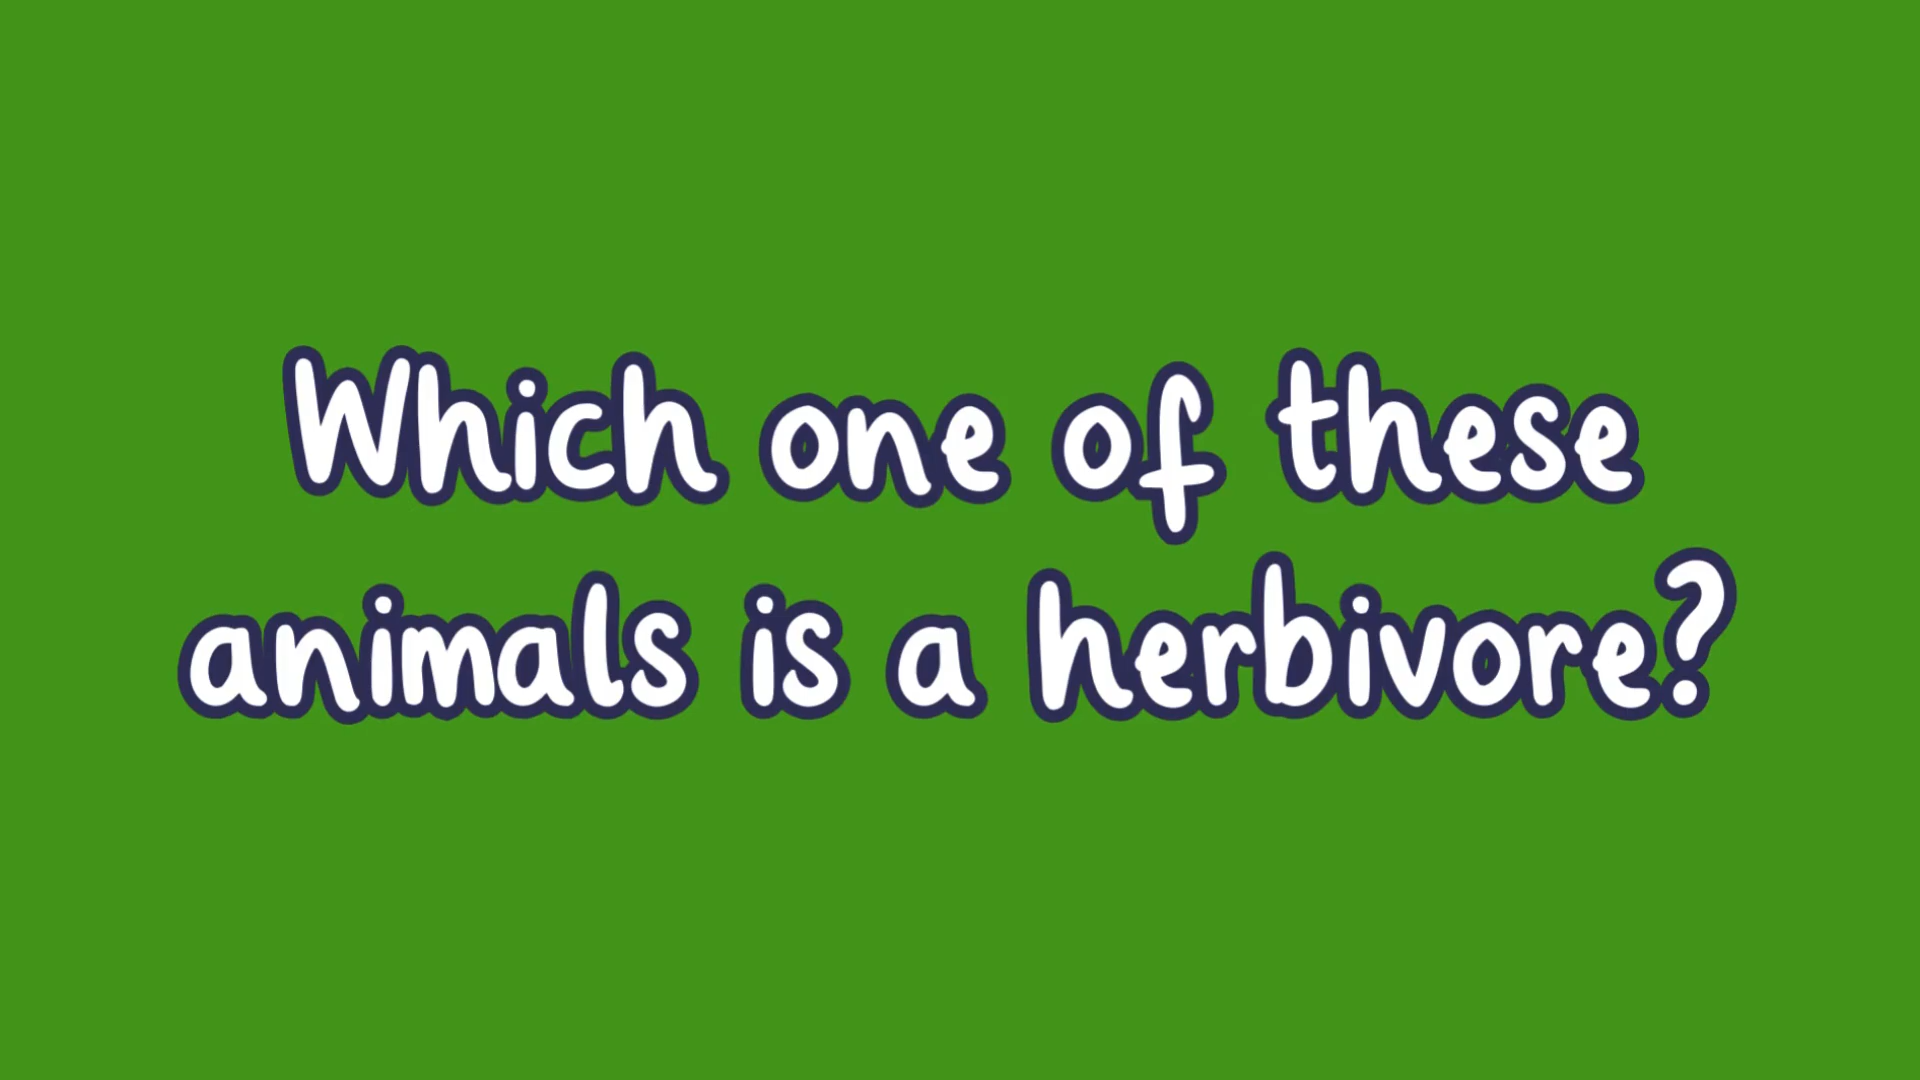 Which one of these
animals is a herbivore?